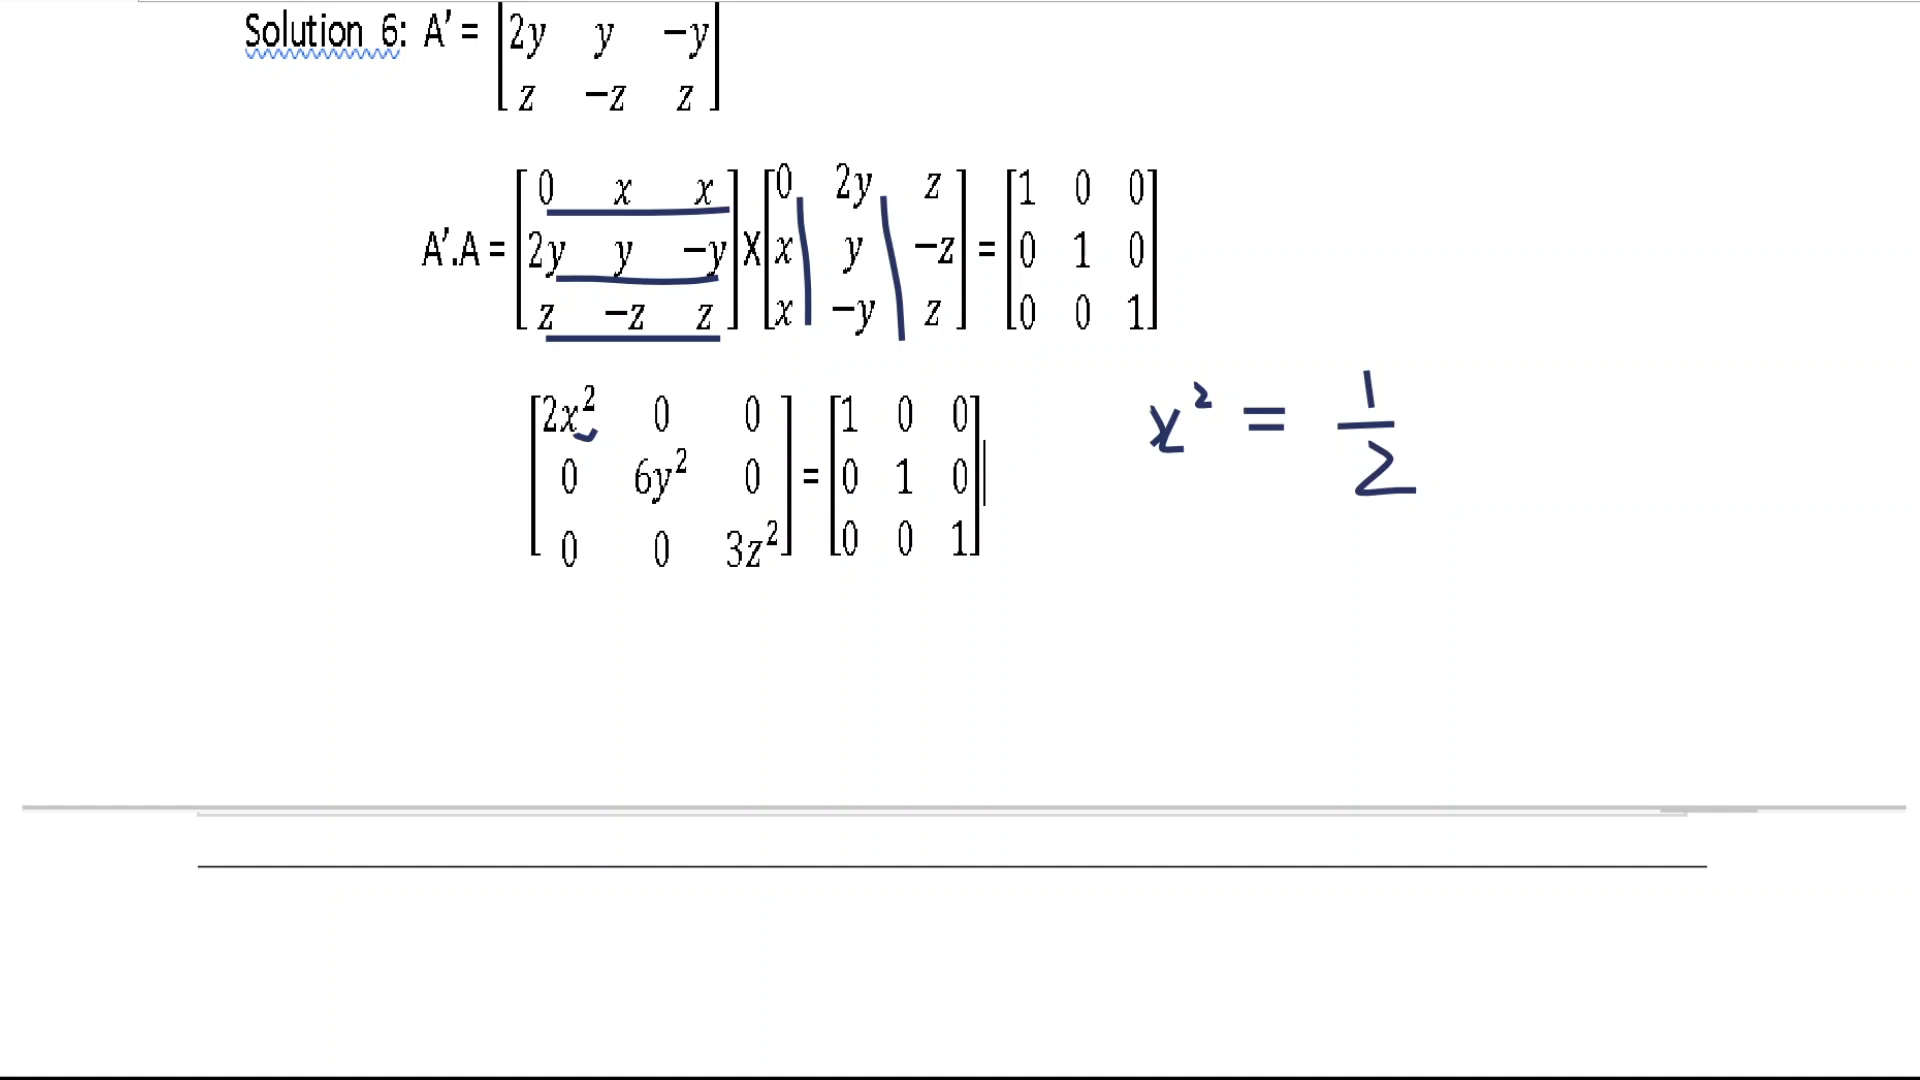 Solution 6: A' = [2y y −y
z −z z]
A'.A = [0 x x
2y y −y
z −z z] X [0 2y z
x y −z
x −y z] = [1 0 0
0 1 0
0 0 1]
[2x² 0 0
0 6y² 0
0 0 3z²] = [1 0 0
0 1 0
0 0 1]
x² = 1/2